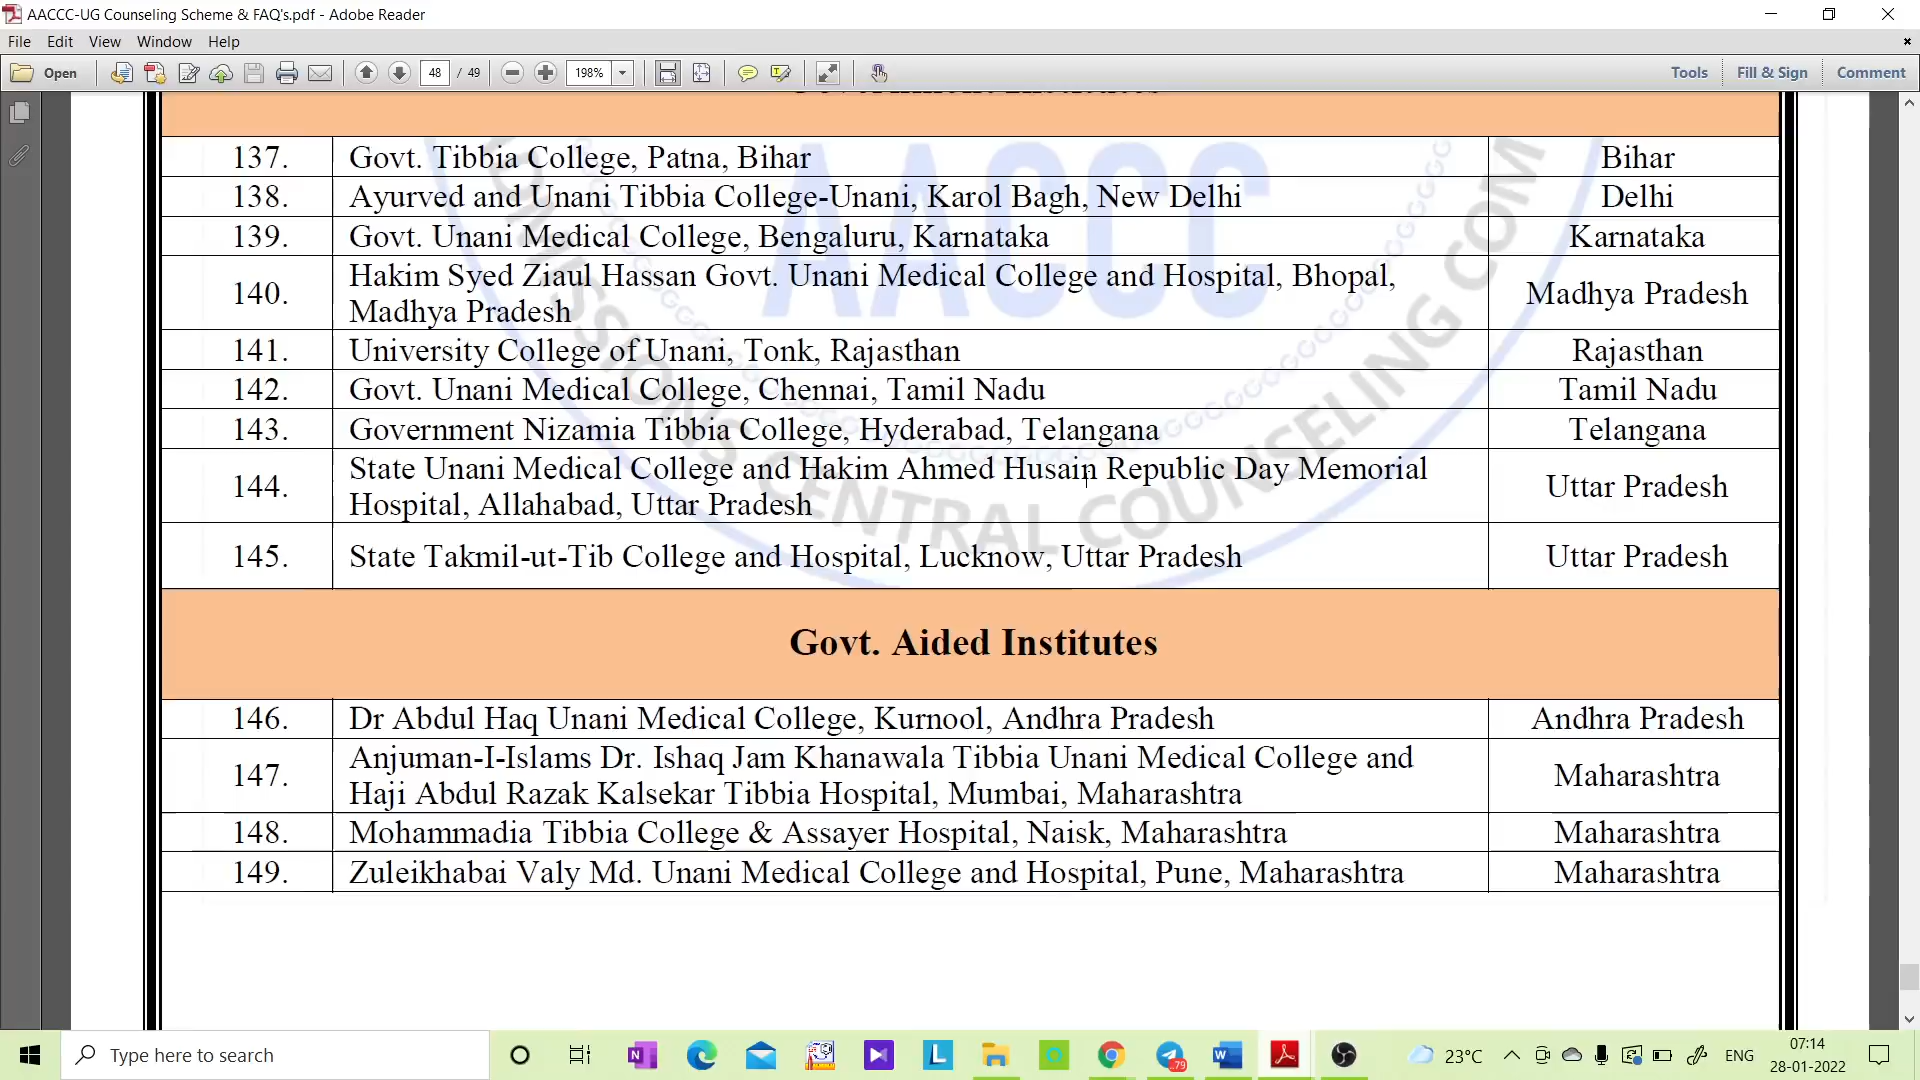 AACCC-UG Counseling Scheme & FAQ's.pdf - Adobe Reader
File Edit View Window Help
Open 48 / 49 198% Tools Fill & Sign Comment
137. Govt. Tibbia College, Patna, Bihar Bihar
138. Ayurved and Unani Tibbia College-Unani, Karol Bagh, New Delhi Delhi
139. Govt. Unani Medical College, Bengaluru, Karnataka Karnataka
140. Hakim Syed Ziaul Hassan Govt. Unani Medical College and Hospital, Bhopal,
Madhya Pradesh Madhya Pradesh
141. University College of Unani, Tonk, Rajasthan Rajasthan
142. Govt. Unani Medical College, Chennai, Tamil Nadu Tamil Nadu
143. Government Nizamia Tibbia College, Hyderabad, Telangana Telangana
144. State Unani Medical College and Hakim Ahmed Husain Republic Day Memorial
Hospital, Allahabad, Uttar Pradesh Uttar Pradesh
145. State Takmil-ut-Tib College and Hospital, Lucknow, Uttar Pradesh Uttar Pradesh
Govt. Aided Institutes
146. Dr Abdul Haq Unani Medical College, Kurnool, Andhra Pradesh Andhra Pradesh
147. Anjuman-I-Islams Dr. Ishaq Jam Khanawala Tibbia Unani Medical College and
Haji Abdul Razak Kalsekar Tibbia Hospital, Mumbai, Maharashtra Maharashtra
148. Mohammadia Tibbia College & Assayer Hospital, Naisk, Maharashtra Maharashtra
149. Zuleikhabai Valy Md. Unani Medical College and Hospital, Pune, Maharashtra Maharashtra
AACCC
CENTRAL COUNSELING COM
Type here to search
79
23°C ENG 07:14
28-01-2022